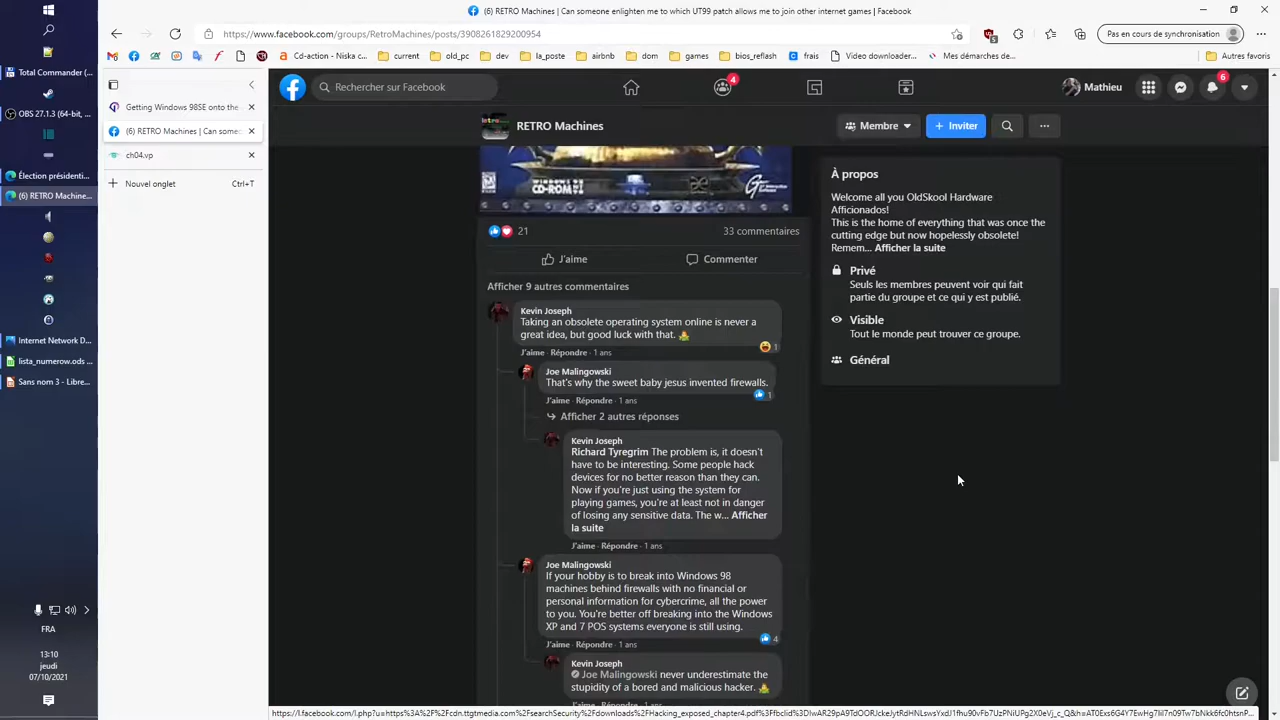 (6) RETRO Machines | Can someone enlighten me to which UT99 patch allows me to join other internet games | Facebook
https://www.facebook.com/groups/RetroMachines/posts/3908261829200954
Pas en cours de synchronisation
Cd-action - Niska c...
current
old_pc
dev
la_poste
airbnb
dom
games
bios_reflash
frais
Video downloader...
Mes démarches de...
Autres favoris
Total Commander (...
OBS 27.1.3 (64-bit, ...
Élection présidenti...
(6) RETRO Machine...
Internet Network D...
lista_numerow.ods ...
Sans nom 3 - Libre...
FRA
13:10
jeudi
07/10/2021
Getting Windows 98SE onto the
(6) RETRO Machines | Can some
ch04.vp
Nouvel onglet
Ctrl+T
Rechercher sur Facebook
4
Mathieu
6
RETRO Machines
Membre
Inviter
CD-ROM
21
33 commentaires
J'aime
Commenter
Afficher 9 autres commentaires
Kevin Joseph
Taking an obsolete operating system online is never a
great idea, but good luck with that.
1
J'aime · Répondre · 1 ans
Joe Malingowski
That's why the sweet baby jesus invented firewalls.
1
J'aime · Répondre · 1 ans
Afficher 2 autres réponses
Kevin Joseph
Richard Tyregrim The problem is, it doesn't
have to be interesting. Some people hack
devices for no better reason than they can.
Now if you're just using the system for
playing games, you're at least not in danger
of losing any sensitive data. The w... Afficher
la suite
J'aime · Répondre · 1 ans
Joe Malingowski
If your hobby is to break into Windows 98
machines behind firewalls with no financial or
personal information for cybercrime, all the power
to you. You're better off breaking into the Windows
XP and 7 POS systems everyone is still using.
4
J'aime · Répondre · 1 ans
Kevin Joseph
Joe Malingowski never underestimate the
stupidity of a bored and malicious hacker.
À propos
Welcome all you OldSkool Hardware
Afficionados!
This is the home of everything that was once the
cutting edge but now hopelessly obsolete!
Remem... Afficher la suite
Privé
Seuls les membres peuvent voir qui fait
partie du groupe et ce qui y est publié.
Visible
Tout le monde peut trouver ce groupe.
Général